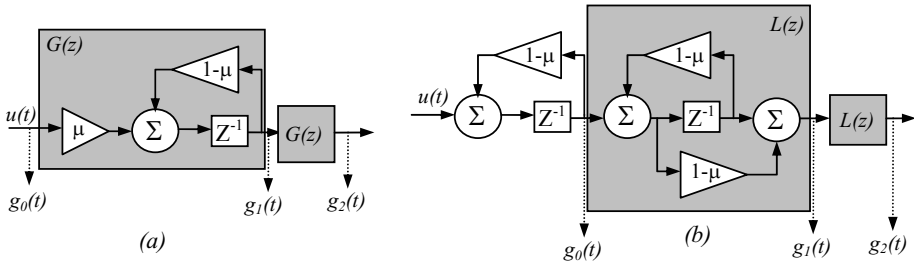 G(z)
1-μ
u(t)
μ
Σ
Z⁻¹
G(z)
g₀(t)
g₁(t)
g₂(t)
(a)
L(z)
1-μ
1-μ
u(t)
Σ
Z⁻¹
Σ
Z⁻¹
Σ
L(z)
1-μ
g₀(t)
g₁(t)
g₂(t)
(b)